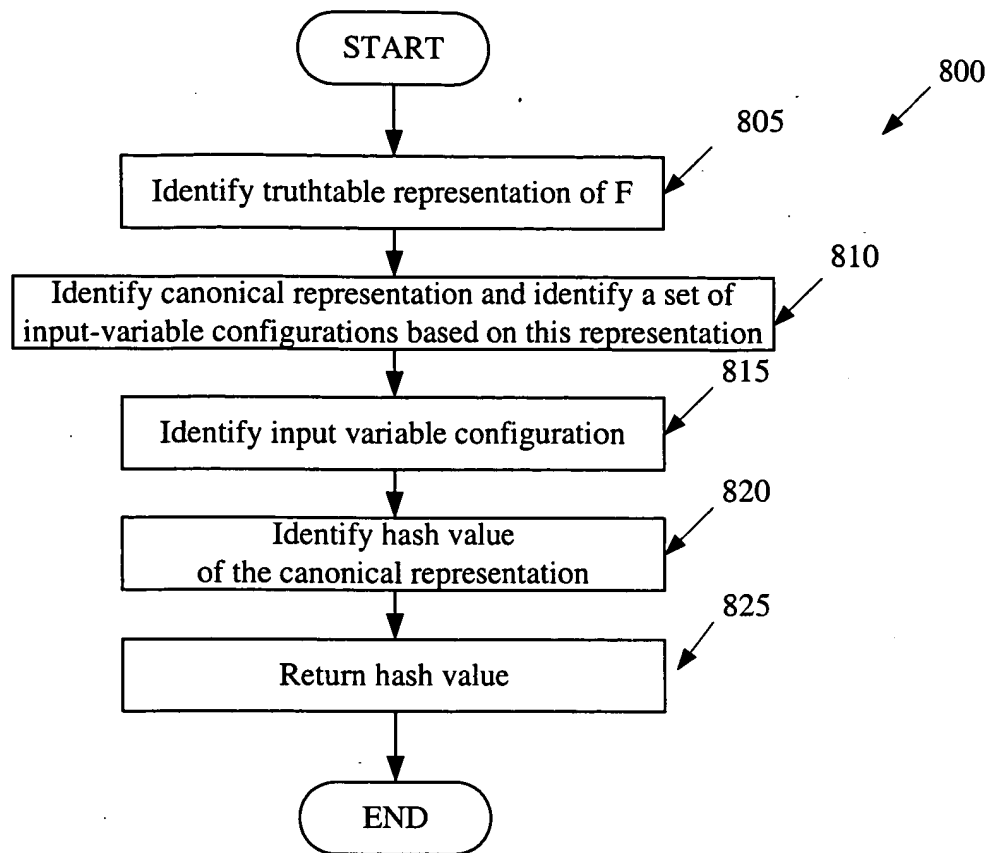 START
800
805
Identify truthtable representation of F
810
Identify canonical representation and identify a set of
input-variable configurations based on this representation
815
Identify input variable configuration
820
Identify hash value
of the canonical representation
825
Return hash value
END